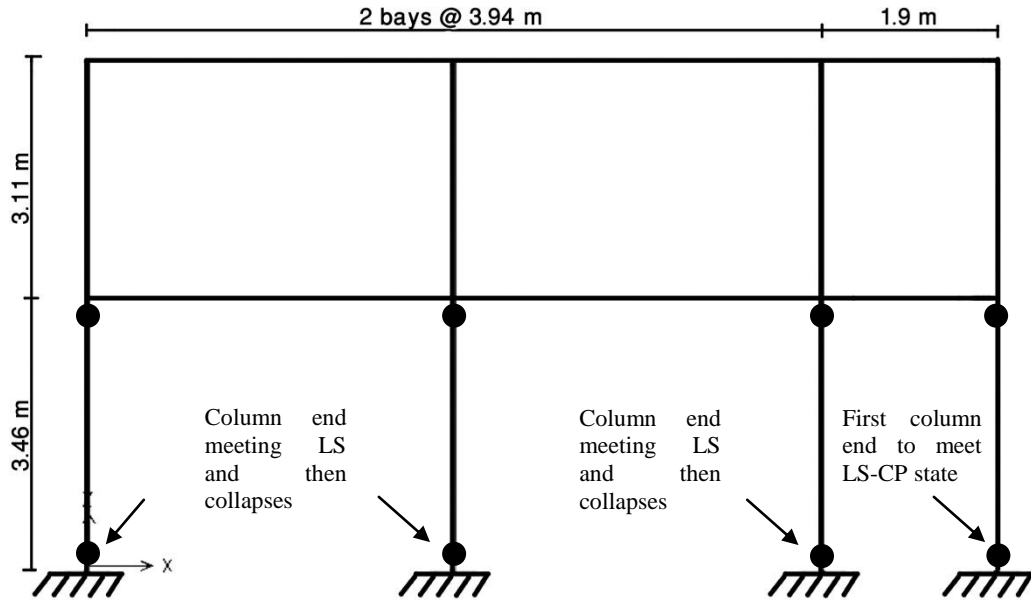 2 bays @ 3.94 m
1.9 m
3.11 m
3.46 m
Column end
meeting LS
and then
collapses
Column end
meeting LS
and then
collapses
First column
end to meet
LS-CP state
X